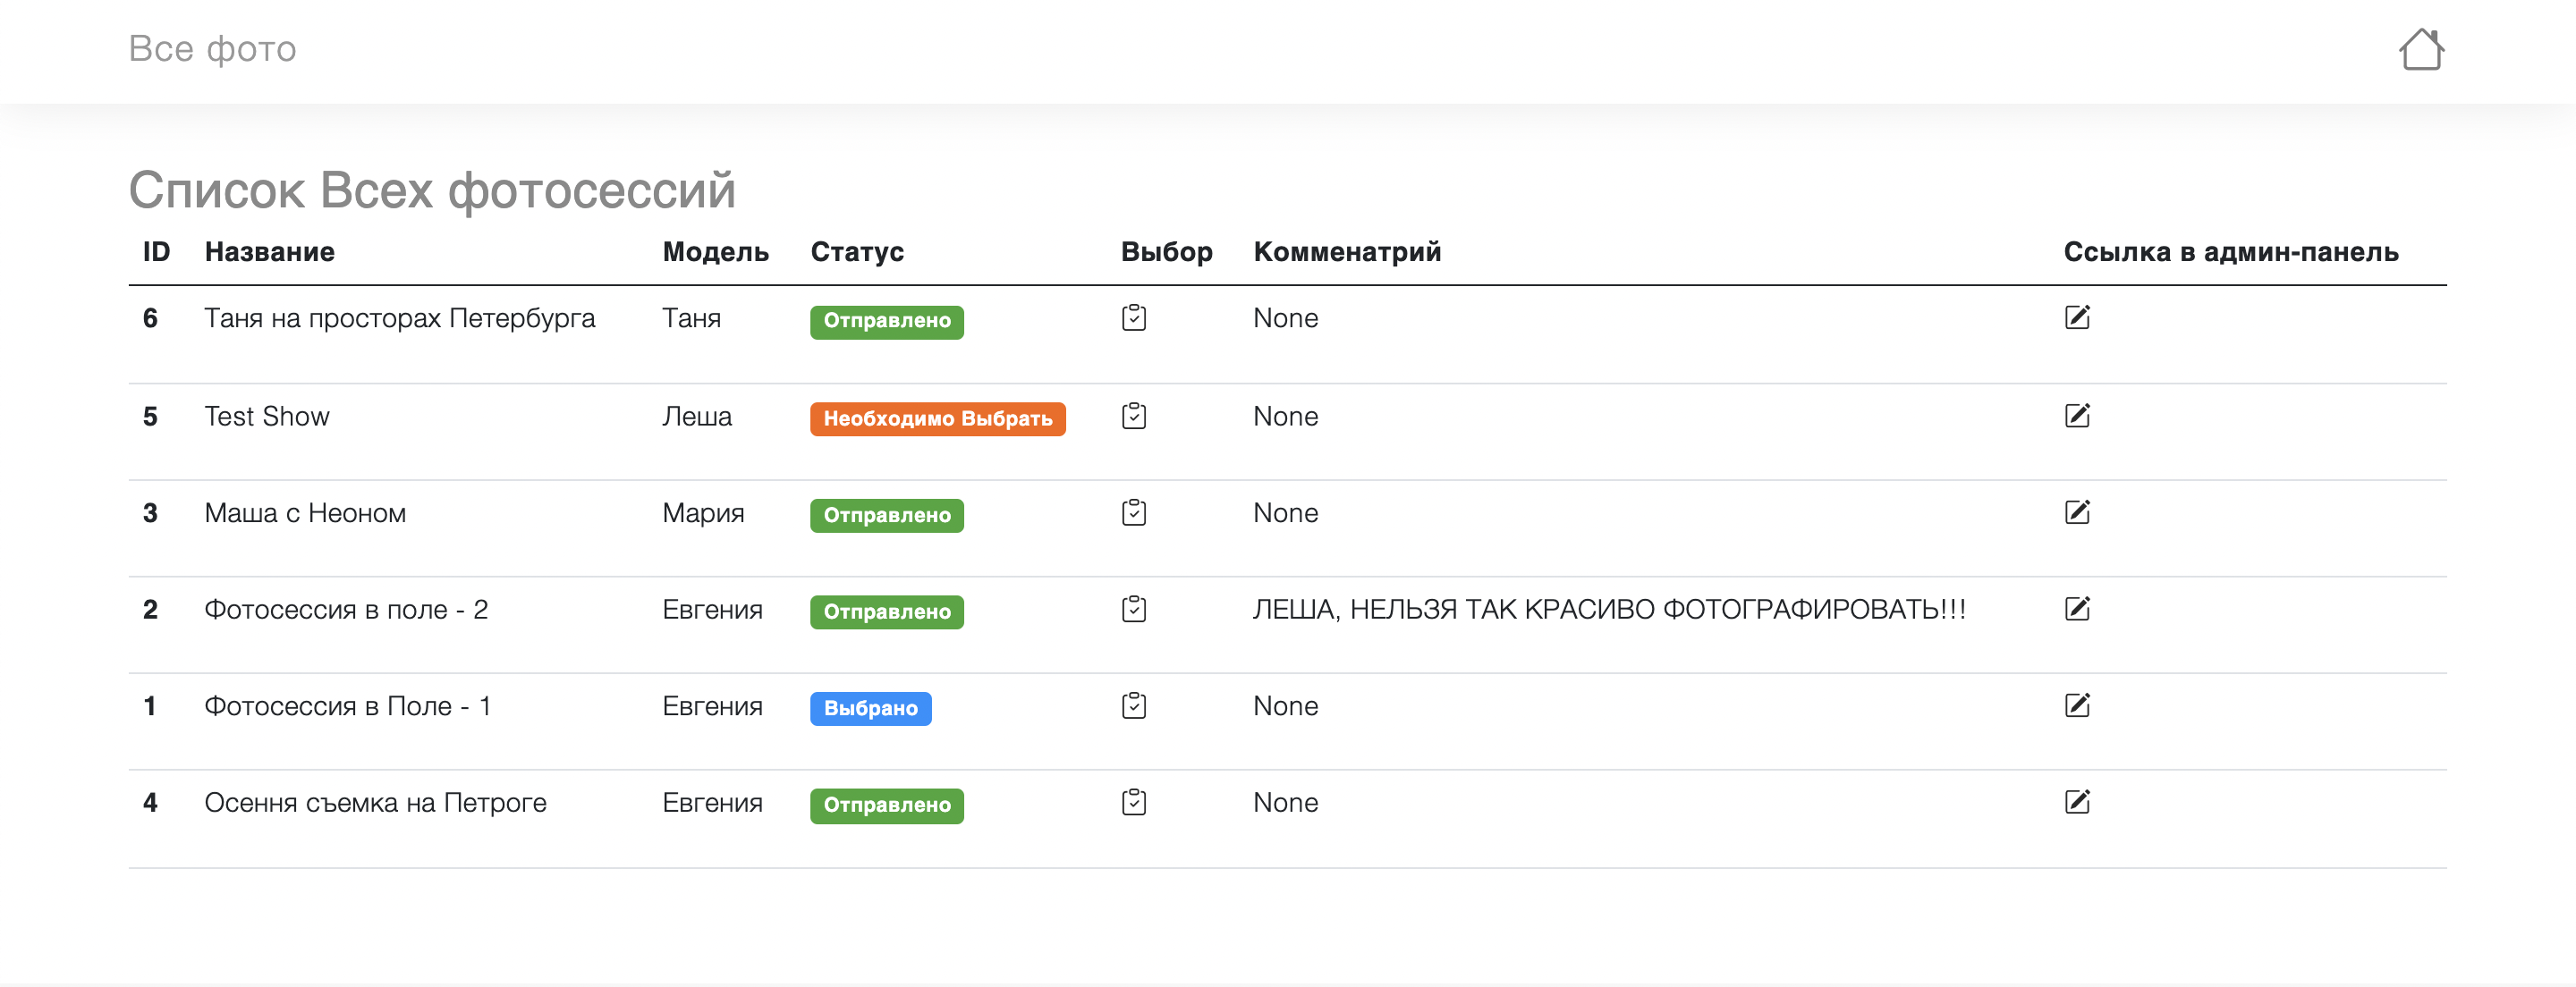 Все фото
Список Всех фотосессий
ID Название Модель Статус Выбор Комменатрий Ссылка в админ-панель
6 Таня на просторах Петербурга Таня Отправлено None
5 Test Show Леша Необходимо Выбрать None
3 Маша с Неоном Мария Отправлено None
2 Фотосессия в поле - 2 Евгения Отправлено ЛЕША, НЕЛЬЗЯ ТАК КРАСИВО ФОТОГРАФИРОВАТЬ!!!
1 Фотосессия в Поле - 1 Евгения Выбрано None
4 Осення съемка на Петроге Евгения Отправлено None